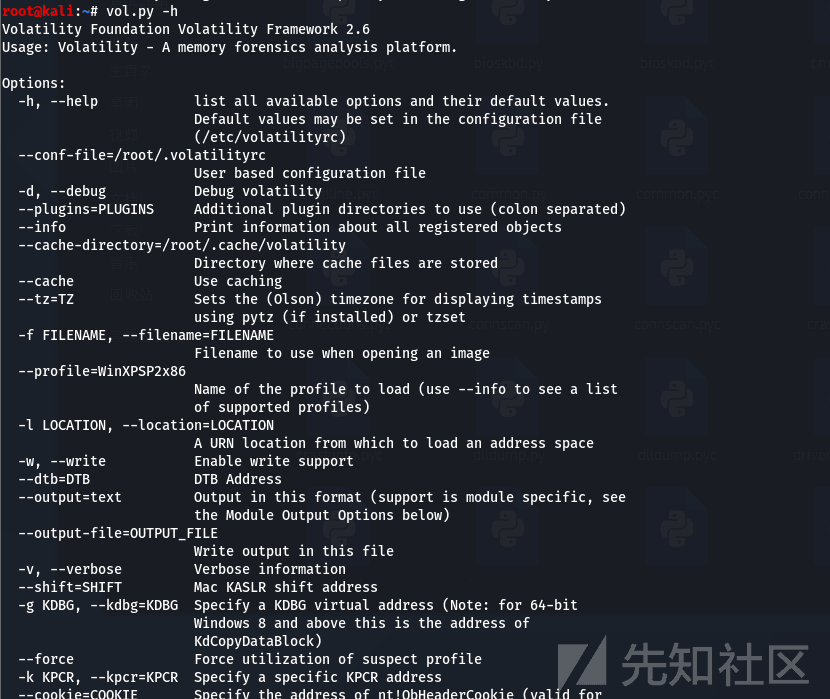 root@kali:~# vol.py -h
Volatility Foundation Volatility Framework 2.6
Usage: Volatility - A memory forensics analysis platform.
Options:
-h, --help list all available options and their default values.
Default values may be set in the configuration file
(/etc/volatilityrc)
--conf-file=/root/.volatilityrc
User based configuration file
-d, --debug Debug volatility
--plugins=PLUGINS Additional plugin directories to use (colon separated)
--info Print information about all registered objects
--cache-directory=/root/.cache/volatility
Directory where cache files are stored
--cache Use caching
--tz=TZ Sets the (Olson) timezone for displaying timestamps
using pytz (if installed) or tzset
-f FILENAME, --filename=FILENAME
Filename to use when opening an image
--profile=WinXPSP2x86
Name of the profile to load (use --info to see a list
of supported profiles)
-l LOCATION, --location=LOCATION
A URN location from which to load an address space
-w, --write Enable write support
--dtb=DTB DTB Address
--output=text Output in this format (support is module specific, see
the Module Output Options below)
--output-file=OUTPUT_FILE
Write output in this file
-v, --verbose Verbose information
--shift=SHIFT Mac KASLR shift address
-g KDBG, --kdbg=KDBG Specify a KDBG virtual address (Note: for 64-bit
Windows 8 and above this is the address of
KdCopyDataBlock)
--force Force utilization of suspect profile
-k KPCR, --kpcr=KPCR Specify a specific KPCR address
--cookie=COOKIE Specify the address of nt!ObHeaderCookie (valid for
先知社区